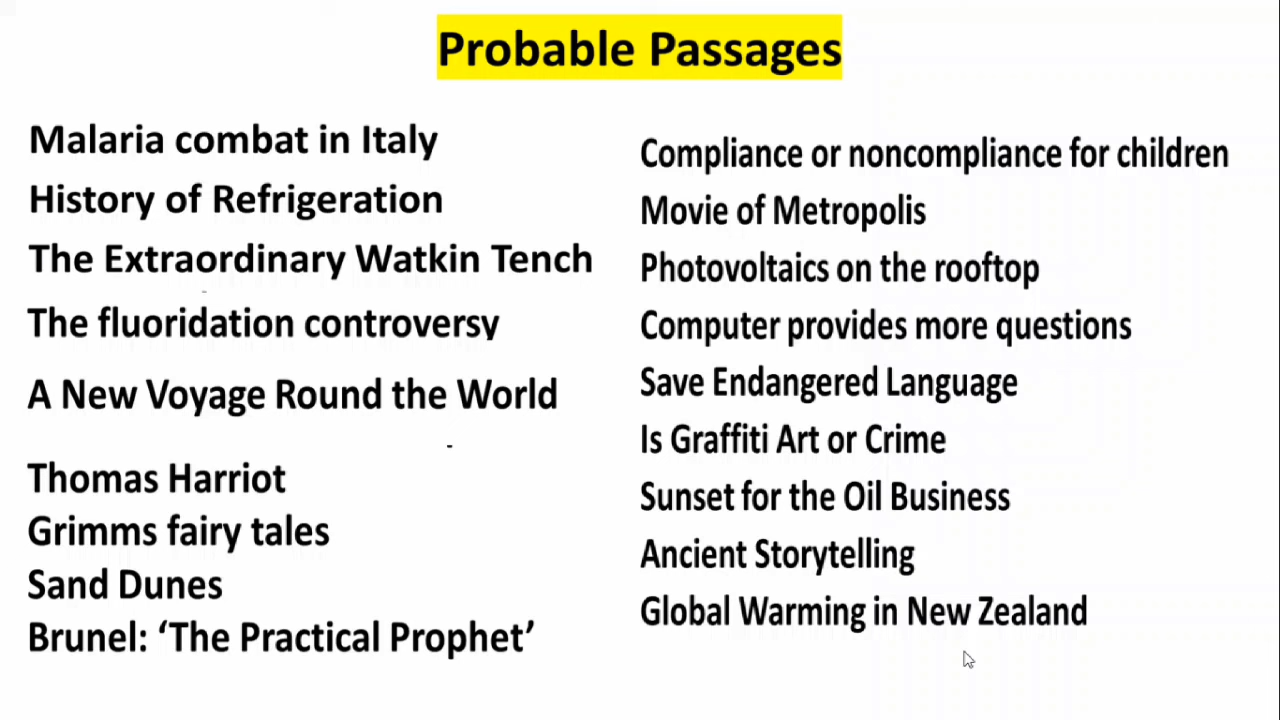 Probable Passages
Malaria combat in Italy
History of Refrigeration
The Extraordinary Watkin Tench
The fluoridation controversy
A New Voyage Round the World
Thomas Harriot
Grimms fairy tales
Sand Dunes
Brunel: ‘The Practical Prophet’
Compliance or noncompliance for children
Movie of Metropolis
Photovoltaics on the rooftop
Computer provides more questions
Save Endangered Language
Is Graffiti Art or Crime
Sunset for the Oil Business
Ancient Storytelling
Global Warming in New Zealand